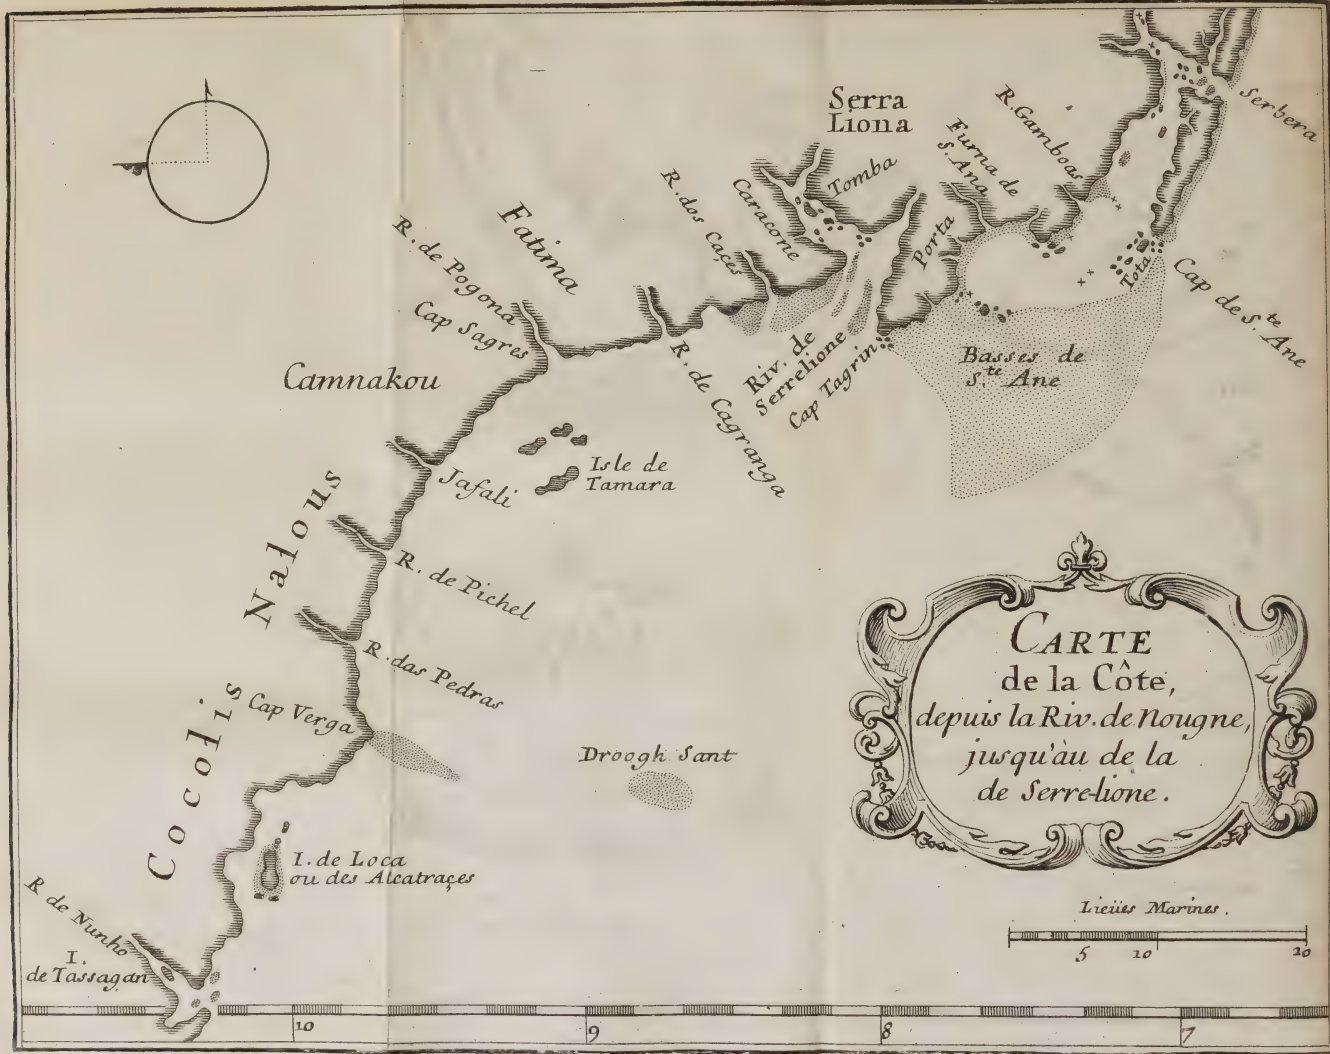 Serra
Liona
Serbera
R. Gamboas
Furna de
S. Ana
Tomba
Caracone
R. dos Caçes
Porta
Tota
Cap de S.te Ane
Fatima
R. de Pogona
Cap Sagres
Riv. de
Serrelione
Cap Tagrin
Basses de
S.te Ane
Camnakou
R. de Cagranga
Isle de
Tamara
Jafali
Nalous
R. de Pichel
R. das Pedras
Cap Verga
Cocolis
Droogh Sant
CARTE
de la Côte,
depuis la Riv. de Nougne,
jusqu'àu de la
de Serre-lione.
I. de Loca
ou des Alcatraçes
R de Nunho
I.
de Tassagan
Lieües Marines.
5 10 20
10 9 8 7